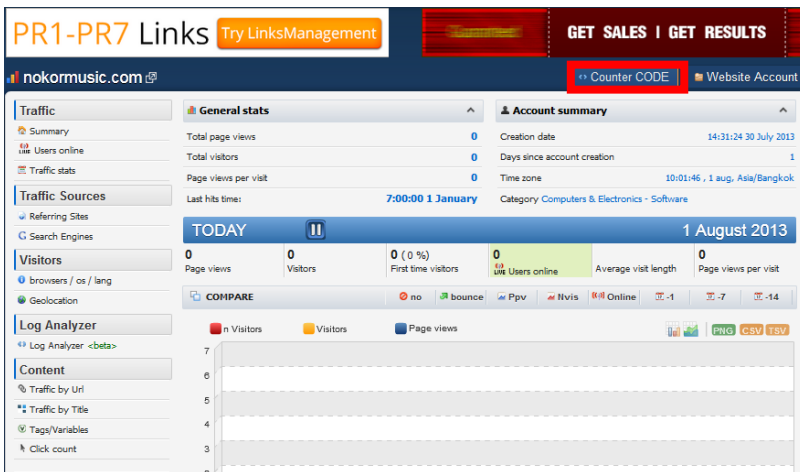 PR1-PR7 Links Try LinksManagement
GET SALES | GET RESULTS
nokormusic.com
‹› Counter CODE
Website Account
Traffic
Summary
Users online
Traffic stats
Traffic Sources
Referring Sites
Search Engines
Visitors
browsers / os / lang
Geolocation
Log Analyzer
Log Analyzer <beta>
Content
Traffic by Url
Traffic by Title
Tags/Variables
Click count
General stats
Total page views 0
Total visitors 0
Page views per visit 0
Last hits time: 7:00:00 1 January
Account summary
Creation date 14:31:24 30 July 2013
Days since account creation 1
Time zone 10:01:46 , 1 aug, Asia/Bangkok
Category Computers & Electronics - Software
TODAY 1 August 2013
0 Page views
0 Visitors
0 ( 0 %) First time visitors
0 LIVE Users online
Average visit length
0 Page views per visit
COMPARE no bounce Ppv Nvis Online -1 -7 -14
n Visitors Visitors Page views PNG CSV TSV
7
6
5
4
3